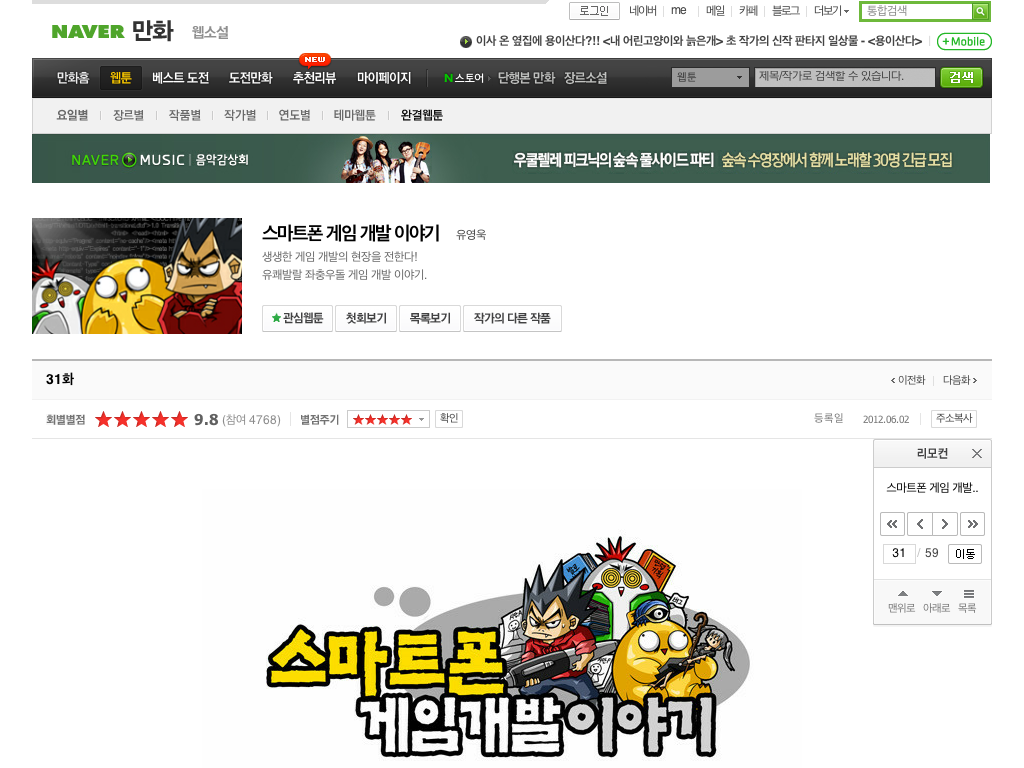 로그인 네이버 me 메일 카페 블로그 더보기 통합검색
NAVER 만화 웹소설
이사 온 옆집에 용이산다?!! <내 어린고양이와 늙은개> 초 작가의 신작 판타지 일상물 - <용이산다> +Mobile
NEW
만화홈 웹툰 베스트 도전 도전만화 추천리뷰 마이페이지 N스토어 단행본 만화 장르소설 웹툰 제목/작가로 검색할 수 있습니다. 검색
요일별 장르별 작품별 작가별 연도별 테마웹툰 완결웹툰
NAVER MUSIC 음악감상회 우쿨렐레 피크닉의 숲속 풀사이드 파티 숲속 수영장에서 함께 노래할 30명 긴급 모집
스마트폰 게임 개발 이야기 유영욱
생생한 게임 개발의 현장을 전한다!
유쾌발랄 좌충우돌 게임 개발 이야기.
★관심웹툰 첫회보기 목록보기 작가의 다른 작품
31화 이전화 다음화
회별별점 ★★★★★ 9.8 (참여 4768) 별점주기 ★★★★★ 확인 등록일 2012.06.02 주소복사
리모컨
스마트폰 게임 개발..
31 / 59 이동
맨위로 아래로 목록
스마트폰
게임개발이야기